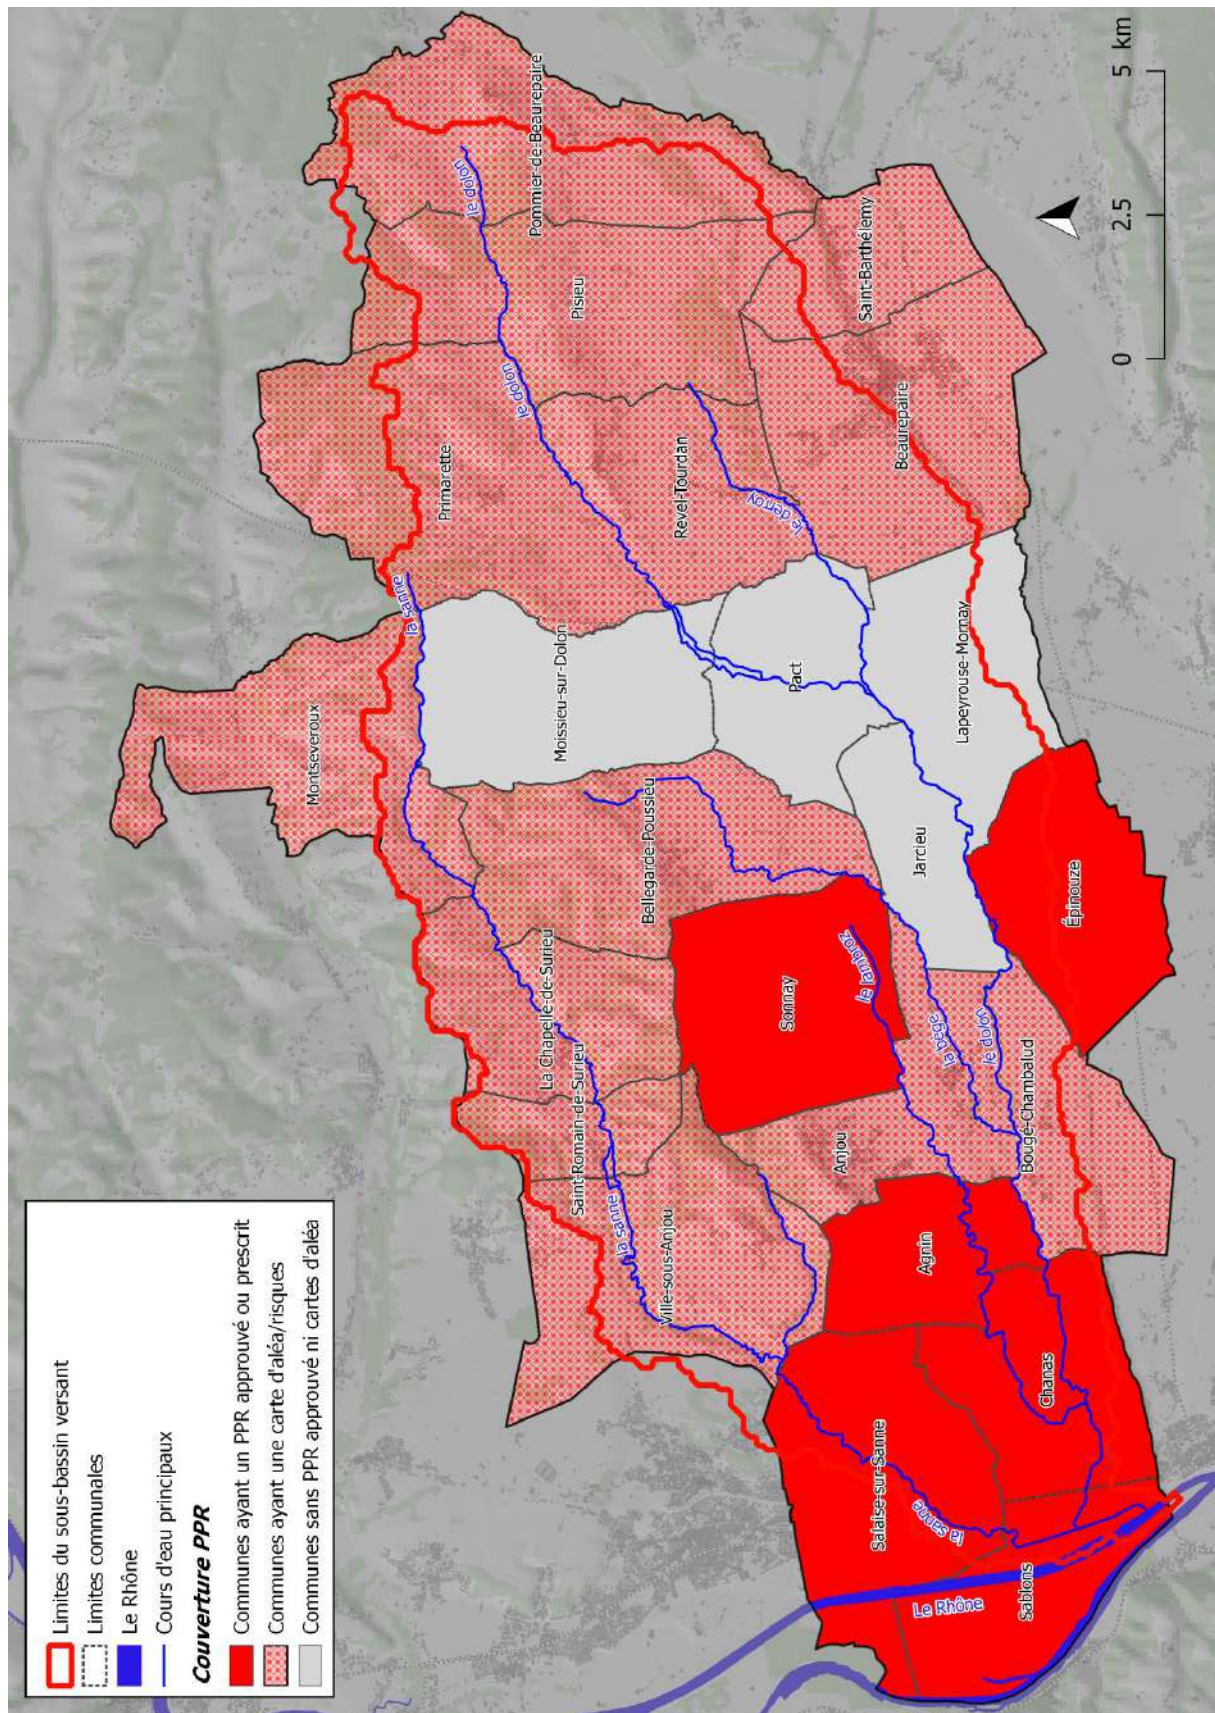 Limites du sous-bassin versant
Limites communales
Le Rhône
Cours d'eau principaux
Couverture PPR
Communes ayant un PPR approuvé ou prescrit
Communes ayant une carte d'aléa/risques
Communes sans PPR approuvé ni cartes d'aléa
Montseveroux
la sanne
Primarette
le dolon
Pommier-de-Beaurepaire
La Chapelle-de-Surieu
Saint-Romain-de-Surieu
la sanne
Ville-sous-Anjou
Bellegarde-Poussieu
Moissieu-sur-Dolon
le dolon
Pisieu
Revel-Tourdan
le derroy
Sonnay
le lambroz
Pact
Anjou
Saint-Barthélemy
Beaurepaire
Salaise-sur-Sanne
Agnin
Jarcieu
la bège
Lapeyrouse-Mornay
la sanne
Le Rhône
le dolon
Sablons
Chanas
Bougé-Chambalud
Épinouze
0
2.5
5 km